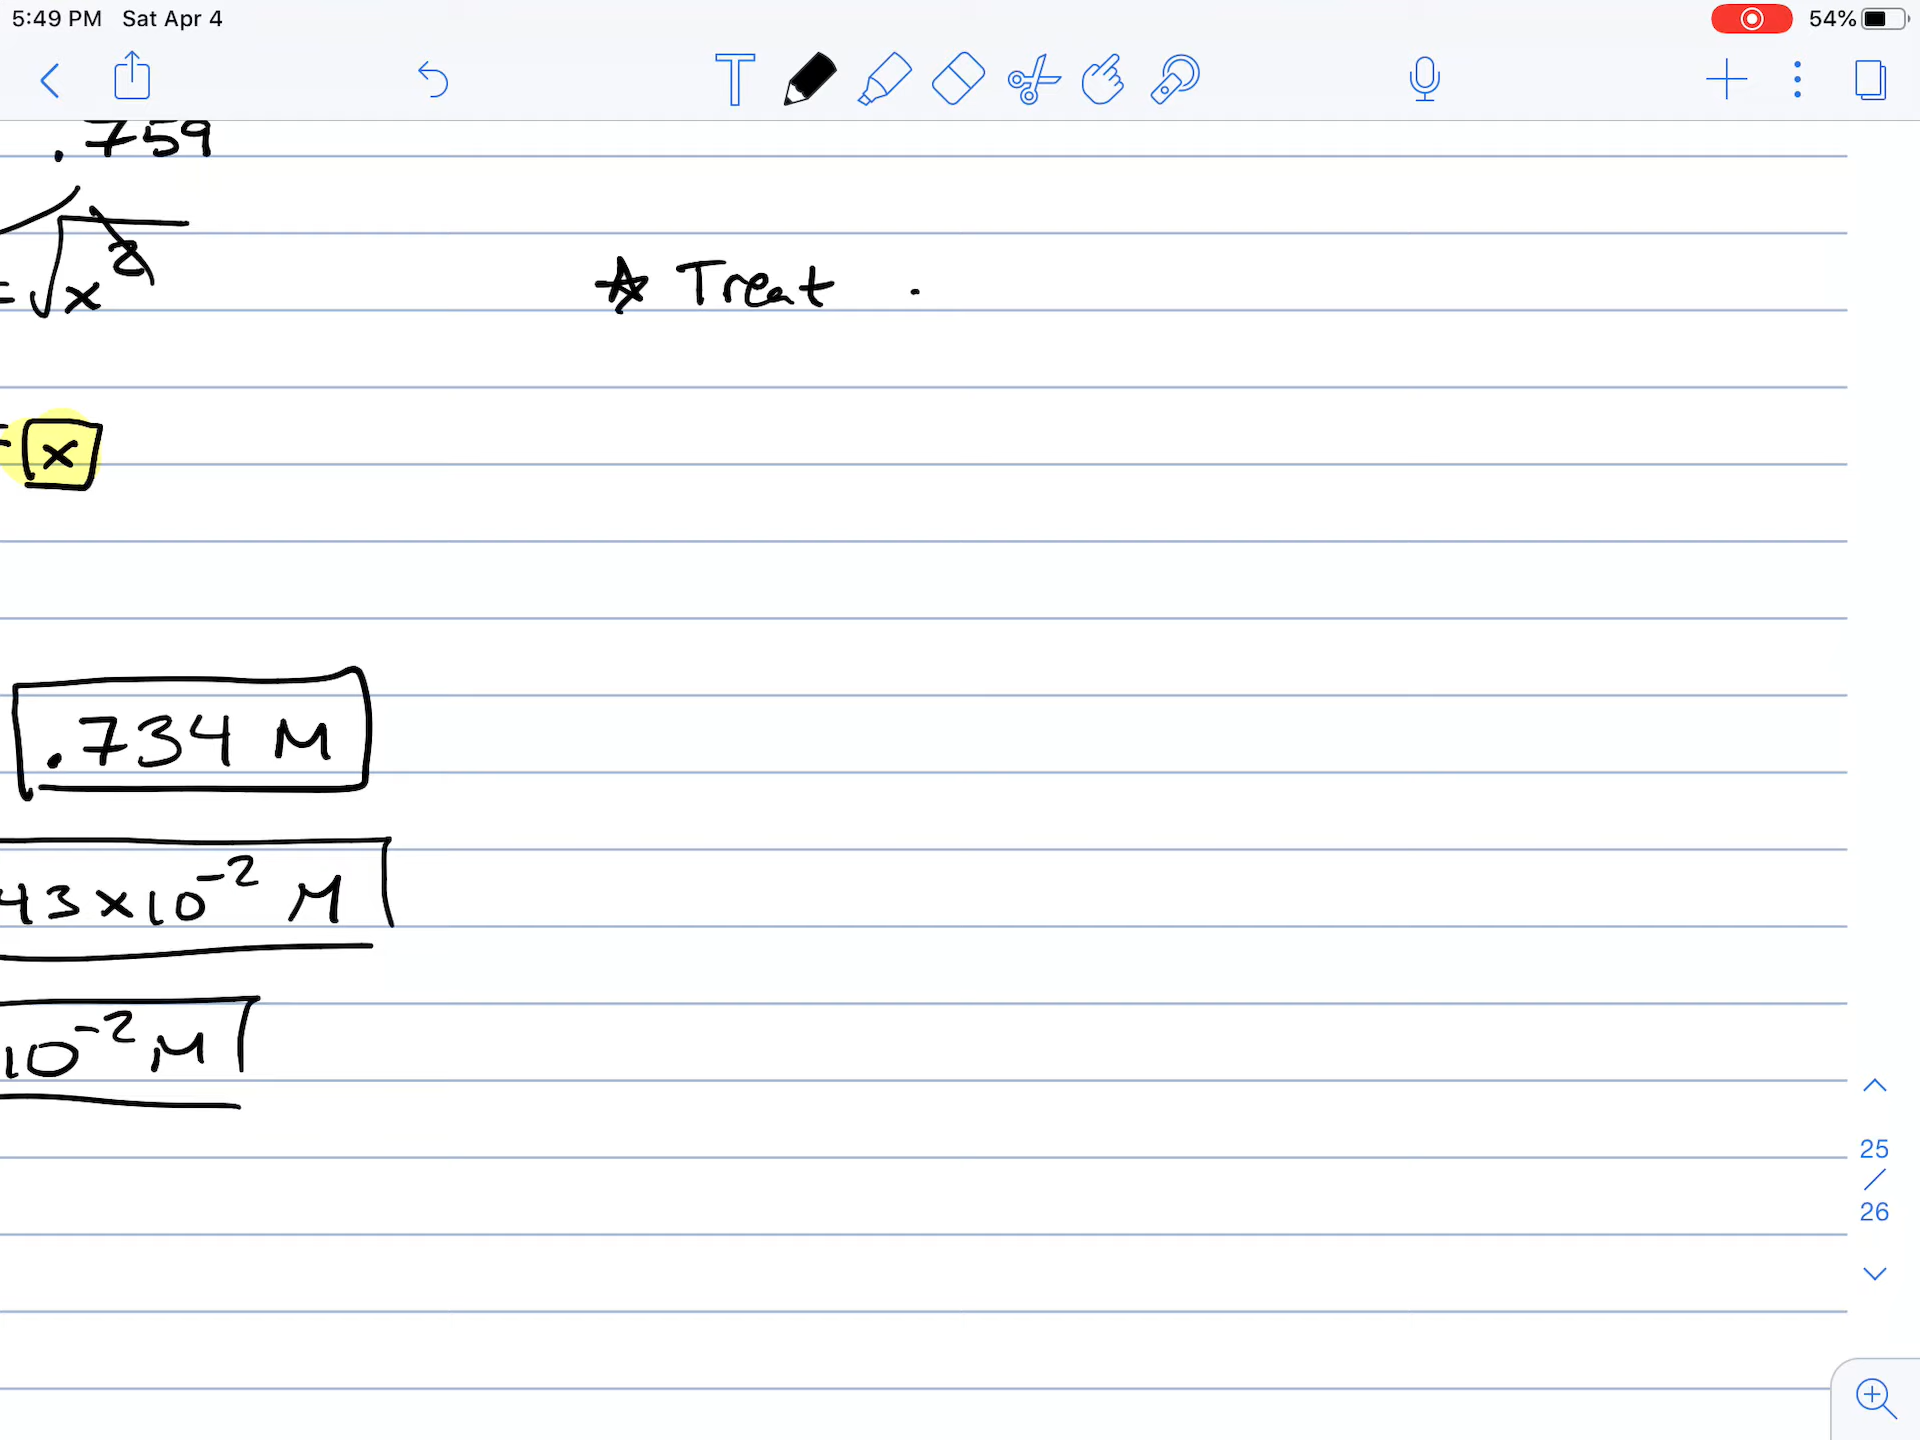 5:49 PM Sat Apr 4
54%
T
.759
= √x²
☆ Treat .
= x
.734 M
43 x 10⁻² M
10⁻² M
25
/
26